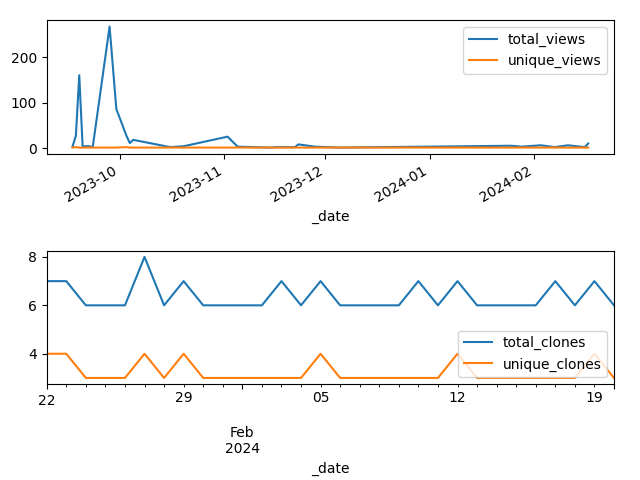 200
100
0
total_views
unique_views
2023-10
2023-11
2023-12
2024-01
2024-02
_date
8
6
4
total_clones
unique_clones
22
29
05
12
19
Feb
2024
_date